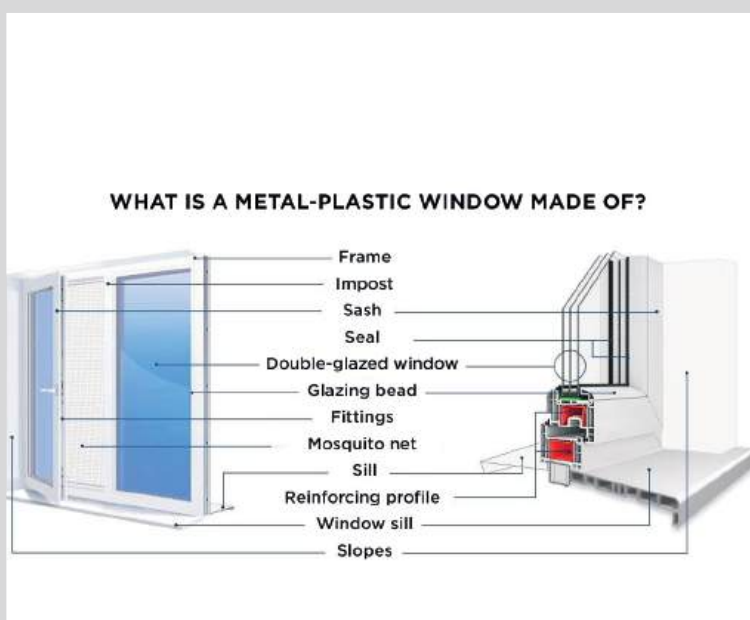 WHAT IS A METAL-PLASTIC WINDOW MADE OF?
Frame
Impost
Sash
Seal
Double-glazed window
Glazing bead
Fittings
Mosquito net
Sill
Reinforcing profile
Window sill
Slopes